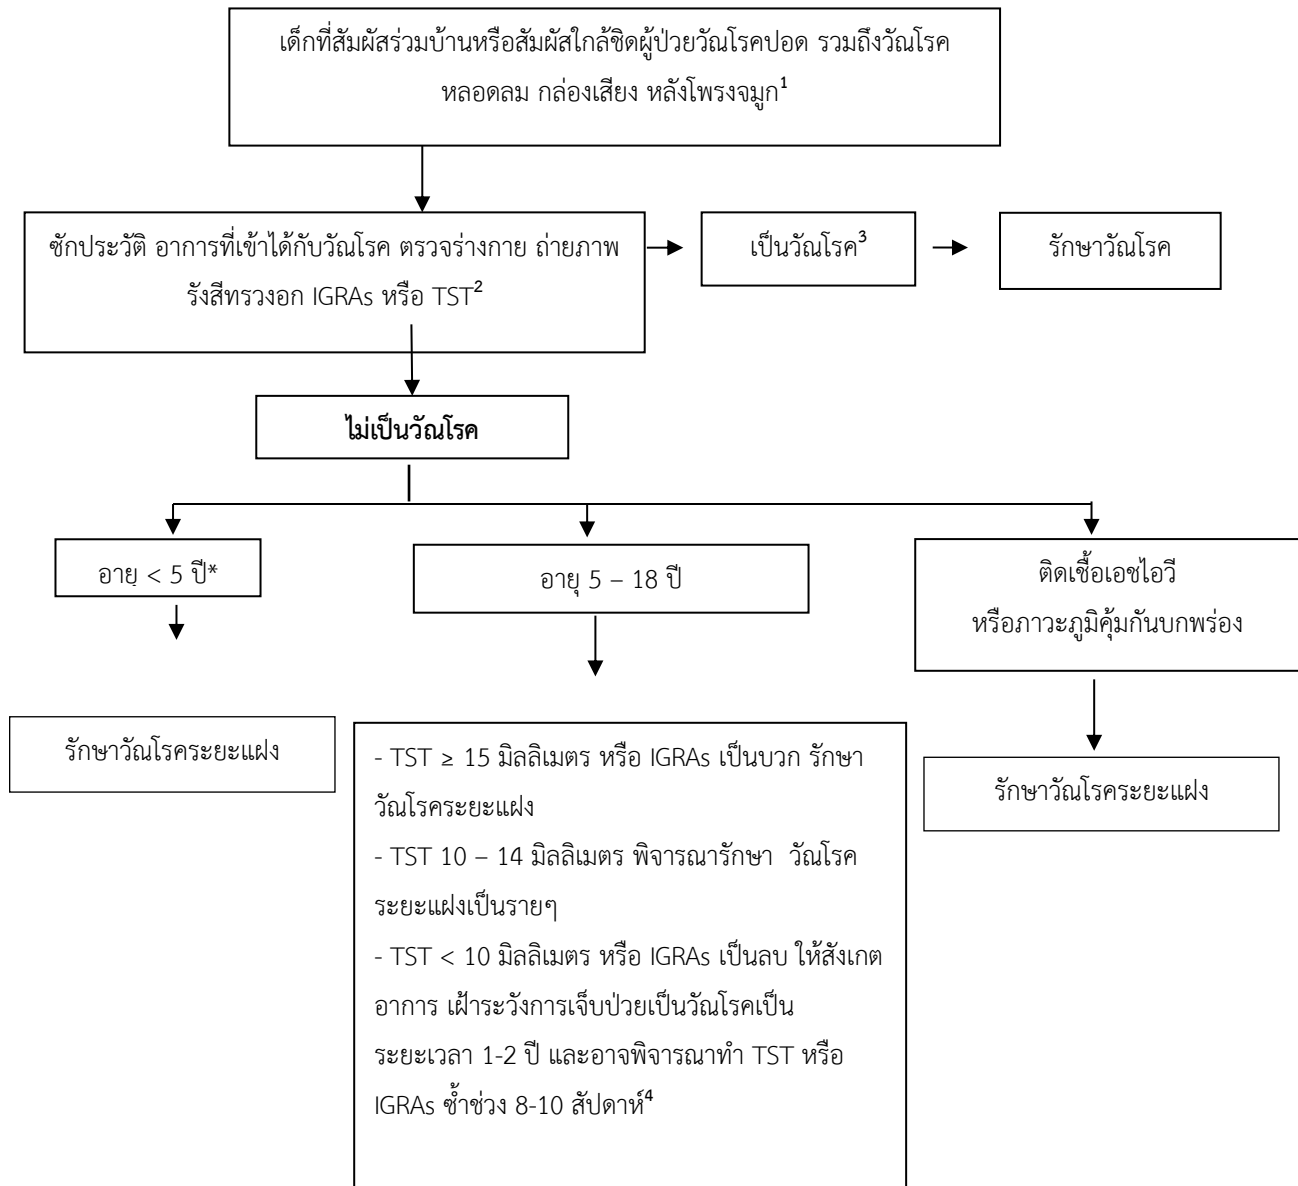 เด็กที่สัมผัสร่วมบ้านหรือสัมผัสใกล้ชิดผู้ป่วยวัณโรคปอด รวมถึงวัณโรค
หลอดลม กล่องเสียง หลังโพรงจมูก¹
ซักประวัติ อาการที่เข้าได้กับวัณโรค ตรวจร่างกาย ถ่ายภาพ
รังสีทรวงอก IGRAs หรือ TST²
เป็นวัณโรค³
รักษาวัณโรค
ไม่เป็นวัณโรค
อายุ < 5 ปี*
อายุ 5 – 18 ปี
ติดเชื้อเอชไอวี
หรือภาวะภูมิคุ้มกันบกพร่อง
รักษาวัณโรคระยะแฝง
- TST ≥ 15 มิลลิเมตร หรือ IGRAs เป็นบวก รักษา
วัณโรคระยะแฝง
- TST 10 – 14 มิลลิเมตร พิจารณารักษา วัณโรค
ระยะแฝงเป็นรายๆ
- TST < 10 มิลลิเมตร หรือ IGRAs เป็นลบ ให้สังเกต
อาการ เฝ้าระวังการเจ็บป่วยเป็นวัณโรคเป็น
ระยะเวลา 1-2 ปี และอาจพิจารณาทำ TST หรือ
IGRAs ซ้ำช่วง 8-10 สัปดาห์⁴
รักษาวัณโรคระยะแฝง